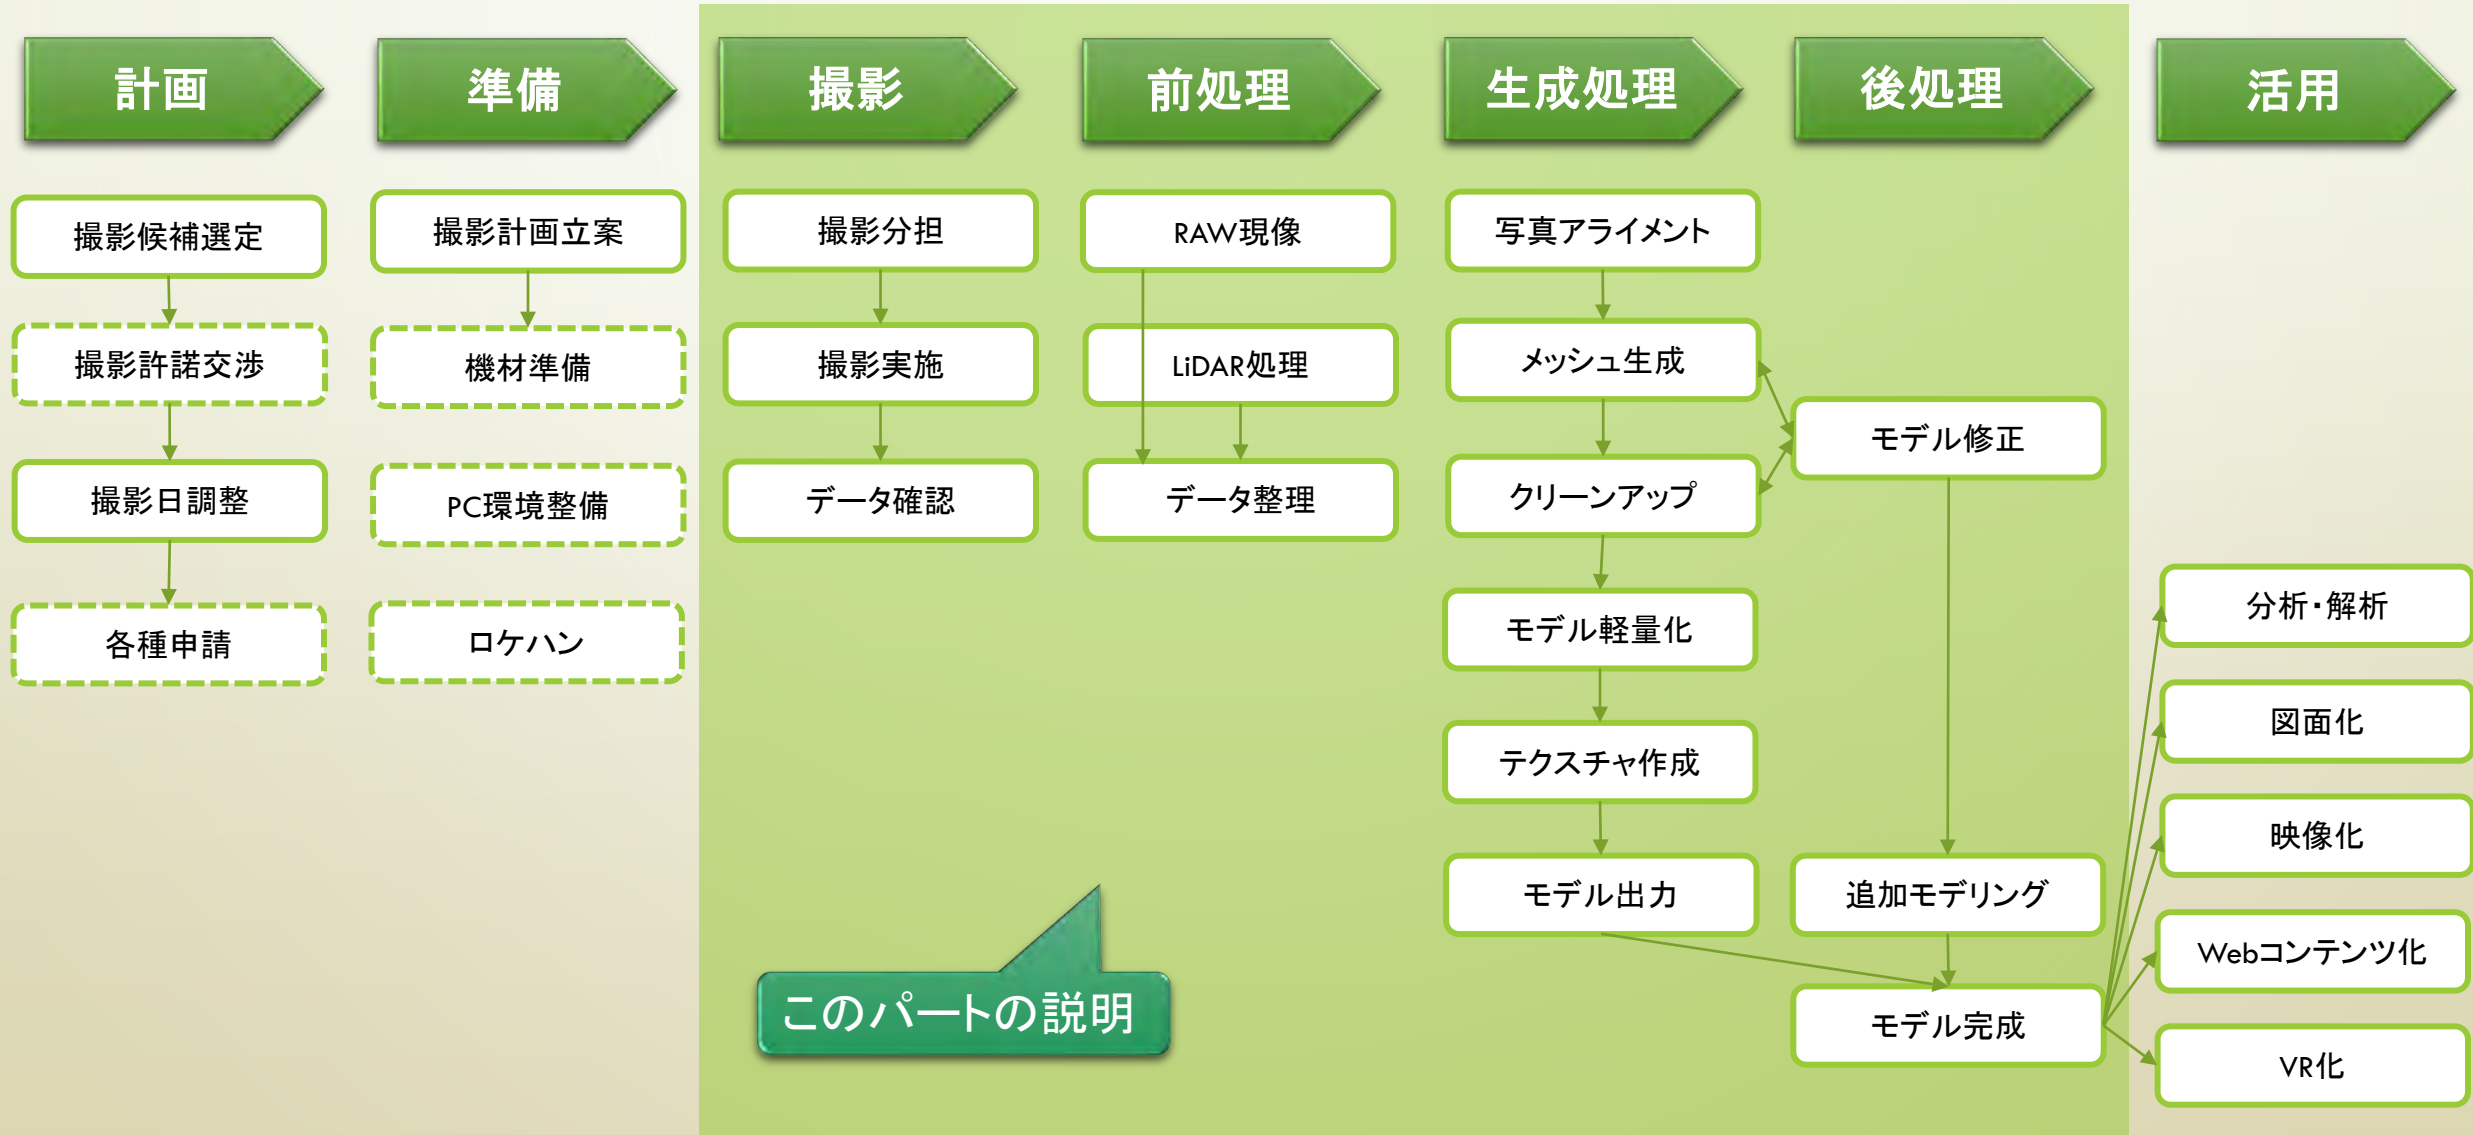 計画
準備
撮影
前処理
生成処理
後処理
活用
撮影候補選定
撮影許諾交渉
撮影日調整
各種申請
撮影計画立案
機材準備
PC環境整備
ロケハン
撮影分担
撮影実施
データ確認
RAW現像
LiDAR処理
データ整理
写真アライメント
メッシュ生成
クリーンアップ
モデル軽量化
テクスチャ作成
モデル出力
モデル修正
追加モデリング
モデル完成
分析・解析
図面化
映像化
Webコンテンツ化
VR化
このパートの説明